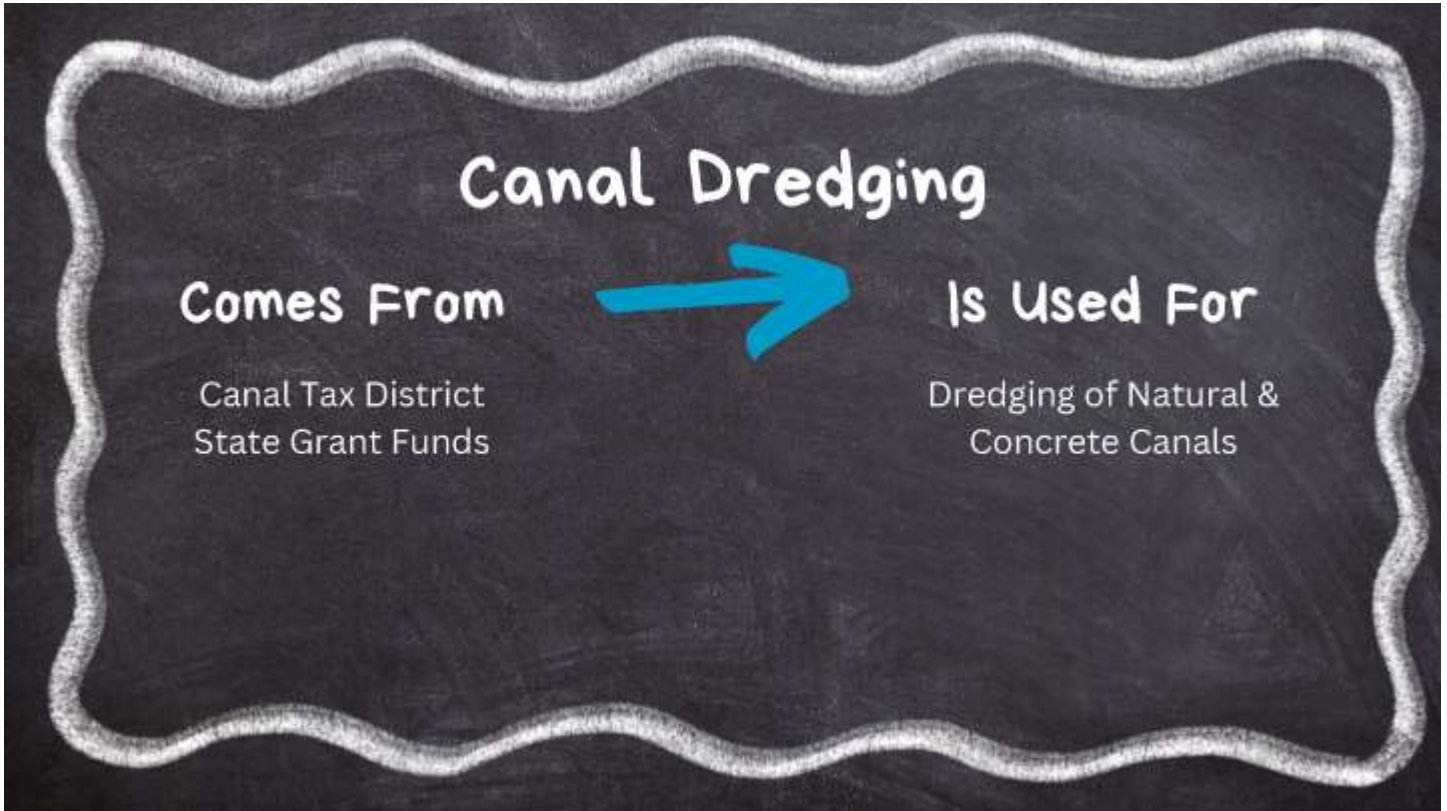 Canal Dredging
Comes From
Canal Tax District
State Grant Funds
Is Used For
Dredging of Natural &
Concrete Canals